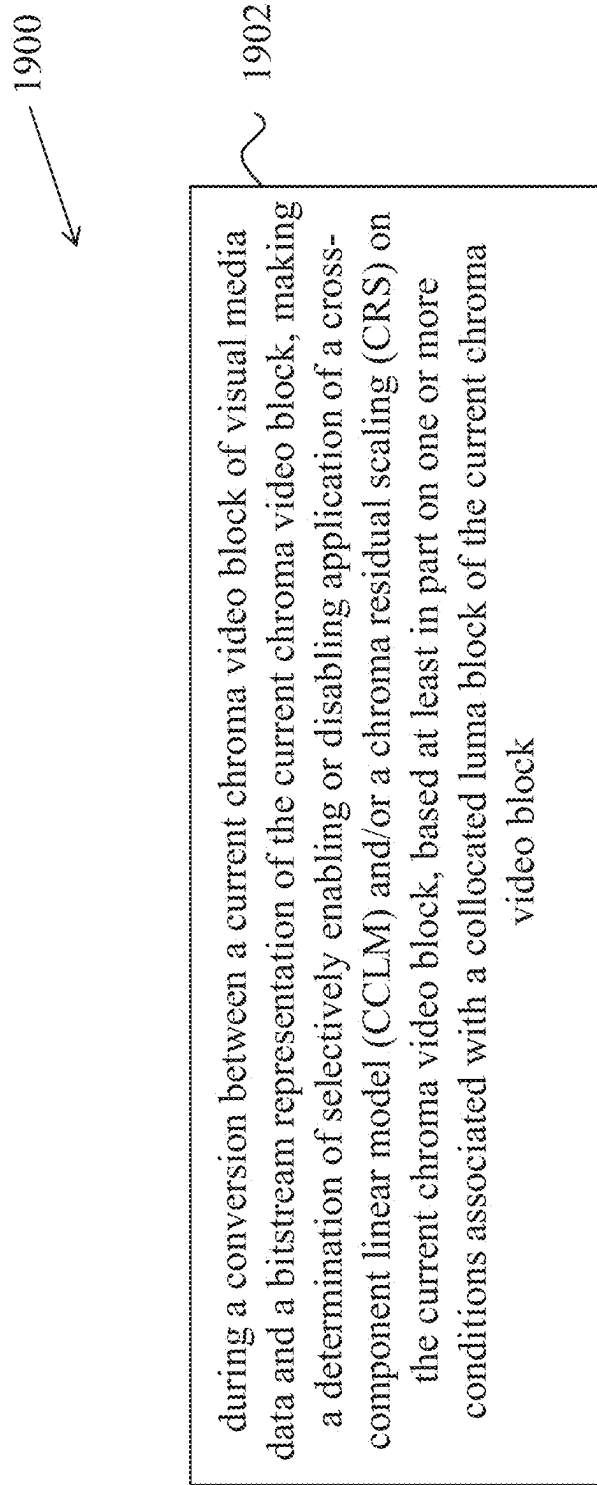 1900
1902
during a conversion between a current chroma video block of visual media
data and a bitstream representation of the current chroma video block, making
a determination of selectively enabling or disabling application of a cross-
component linear model (CCLM) and/or a chroma residual scaling (CRS) on
the current chroma video block, based at least in part on one or more
conditions associated with a collocated luma block of the current chroma
video block